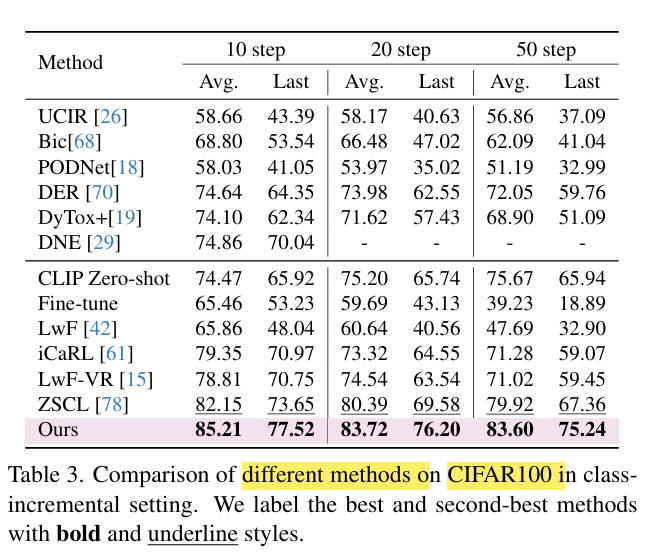 Method 10 step 20 step 50 step
Avg. Last Avg. Last Avg. Last
UCIR [26] 58.66 43.39 58.17 40.63 56.86 37.09
Bic[68] 68.80 53.54 66.48 47.02 62.09 41.04
PODNet[18] 58.03 41.05 53.97 35.02 51.19 32.99
DER [70] 74.64 64.35 73.98 62.55 72.05 59.76
DyTox+[19] 74.10 62.34 71.62 57.43 68.90 51.09
DNE [29] 74.86 70.04 - - - -
CLIP Zero-shot 74.47 65.92 75.20 65.74 75.67 65.94
Fine-tune 65.46 53.23 59.69 43.13 39.23 18.89
LwF [42] 65.86 48.04 60.64 40.56 47.69 32.90
iCaRL [61] 79.35 70.97 73.32 64.55 71.28 59.07
LwF-VR [15] 78.81 70.75 74.54 63.54 71.02 59.45
ZSCL [78] 82.15 73.65 80.39 69.58 79.92 67.36
Ours 85.21 77.52 83.72 76.20 83.60 75.24
Table 3. Comparison of different methods on CIFAR100 in class-
incremental setting. We label the best and second-best methods
with bold and underline styles.